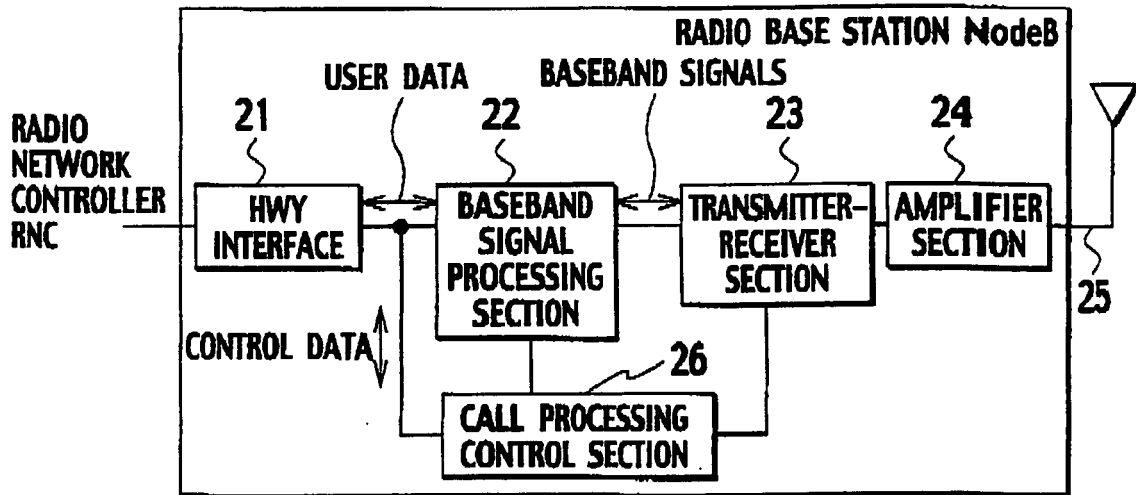 RADIO BASE STATION NodeB
USER DATA
BASEBAND SIGNALS
21
22
23
24
RADIO
NETWORK
CONTROLLER
RNC
HWY
INTERFACE
BASEBAND
SIGNAL
PROCESSING
SECTION
TRANSMITTER-
RECEIVER
SECTION
AMPLIFIER
SECTION
25
CONTROL DATA
26
CALL PROCESSING
CONTROL SECTION